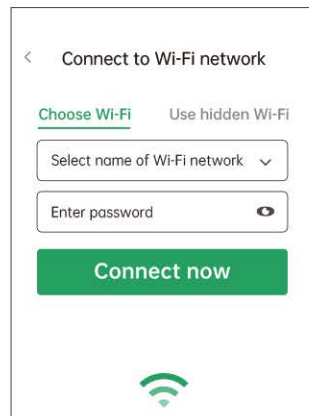 Connect to Wi-Fi network
Choose Wi-Fi Use hidden Wi-Fi
Select name of Wi-Fi network
Enter password
Connect now